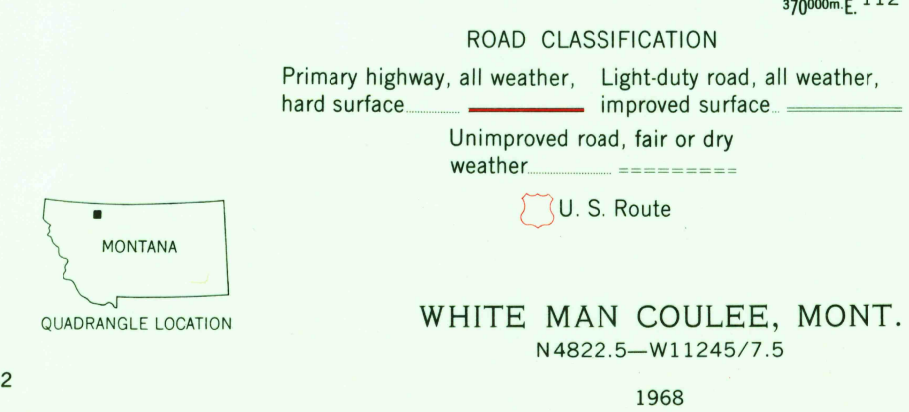 370000m.E. 112
ROAD CLASSIFICATION
Primary highway, all weather, hard surface
Light-duty road, all weather, improved surface
Unimproved road, fair or dry weather
U. S. Route
MONTANA
QUADRANGLE LOCATION
WHITE MAN COULEE, MONT.
N4822.5—W11245/7.5
2
1968